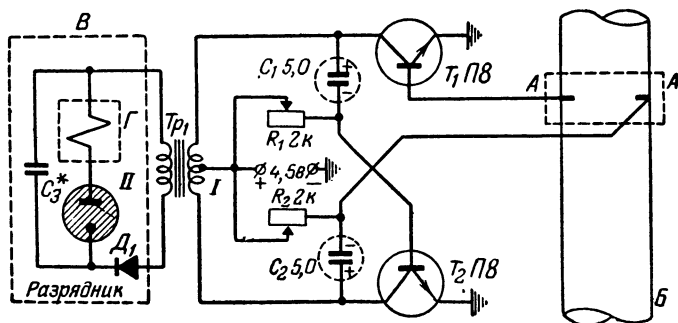 В
Г
C₃*
II
Д₁
Разрядник
Тр₁
I
C₁ 5,0
+
−
R₁ 2к
4,5в
+ −
R₂ 2к
−
+
C₂ 5,0
T₁ П8
T₂ П8
А А
Б